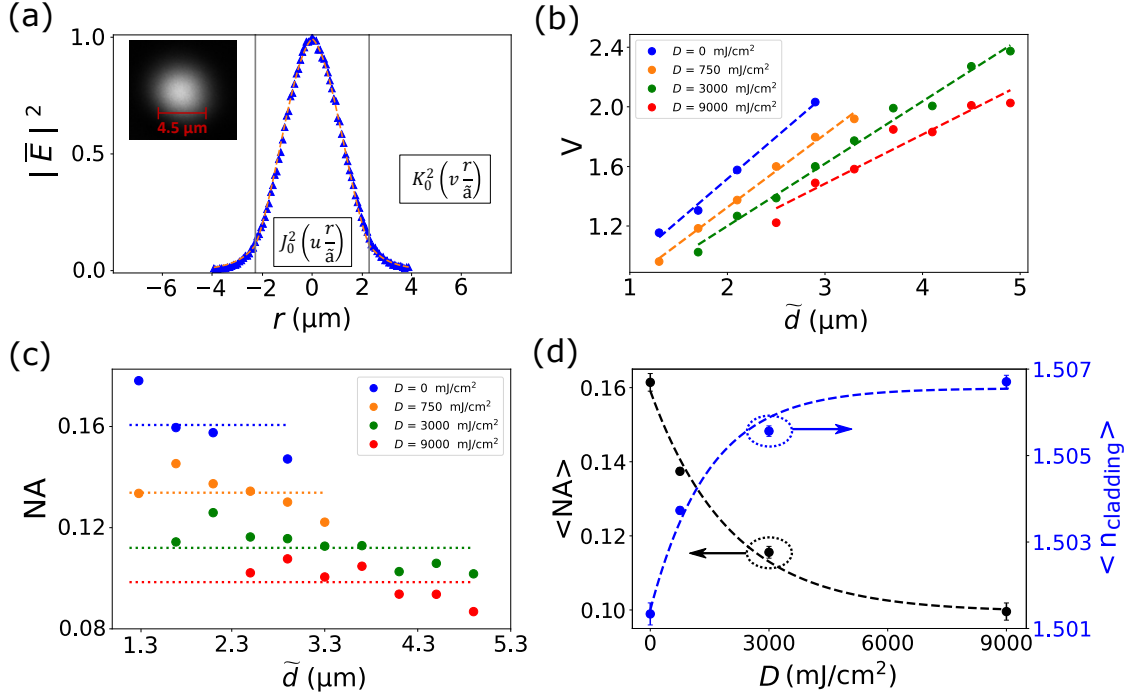 (a)
|E̅|²
1.0
0.5
0.0
4.5 μm
K₀²(v r/ã)
J₀²(u r/ã)
−6 −4 −2 0 2 4 6
r (μm)
(b)
V
2.4
2.0
1.6
1.2
D = 0 mJ/cm²
D = 750 mJ/cm²
D = 3000 mJ/cm²
D = 9000 mJ/cm²
1 2 3 4 5
d̃ (μm)
(c)
NA
0.16
0.12
0.08
D = 0 mJ/cm²
D = 750 mJ/cm²
D = 3000 mJ/cm²
D = 9000 mJ/cm²
1.3 2.3 3.3 4.3 5.3
d̃ (μm)
(d)
<NA>
0.16
0.14
0.12
0.10
1.507
1.505
1.503
1.501
<n_cladding>
0 3000 6000 9000
D (mJ/cm²)